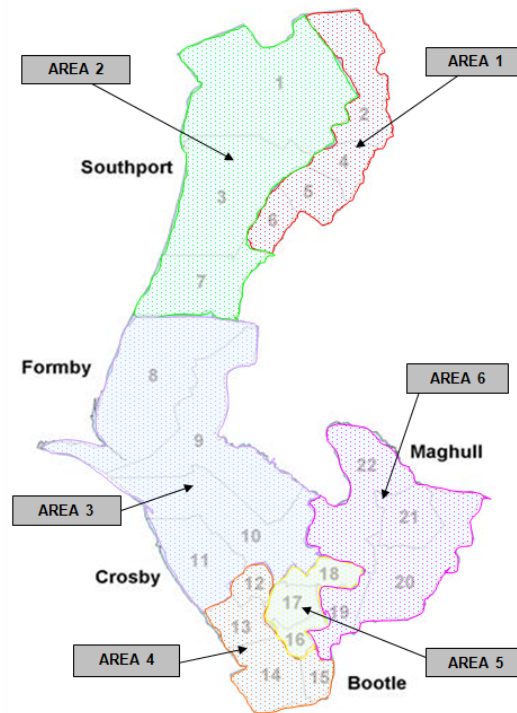 AREA 2
1
AREA 1
2
Southport
4
3
5
6
7
Formby
8
AREA 6
9
Maghull
22
21
AREA 3
10
11
18
Crosby
12
20
17
19
13
16
AREA 4
AREA 5
14
15
Bootle